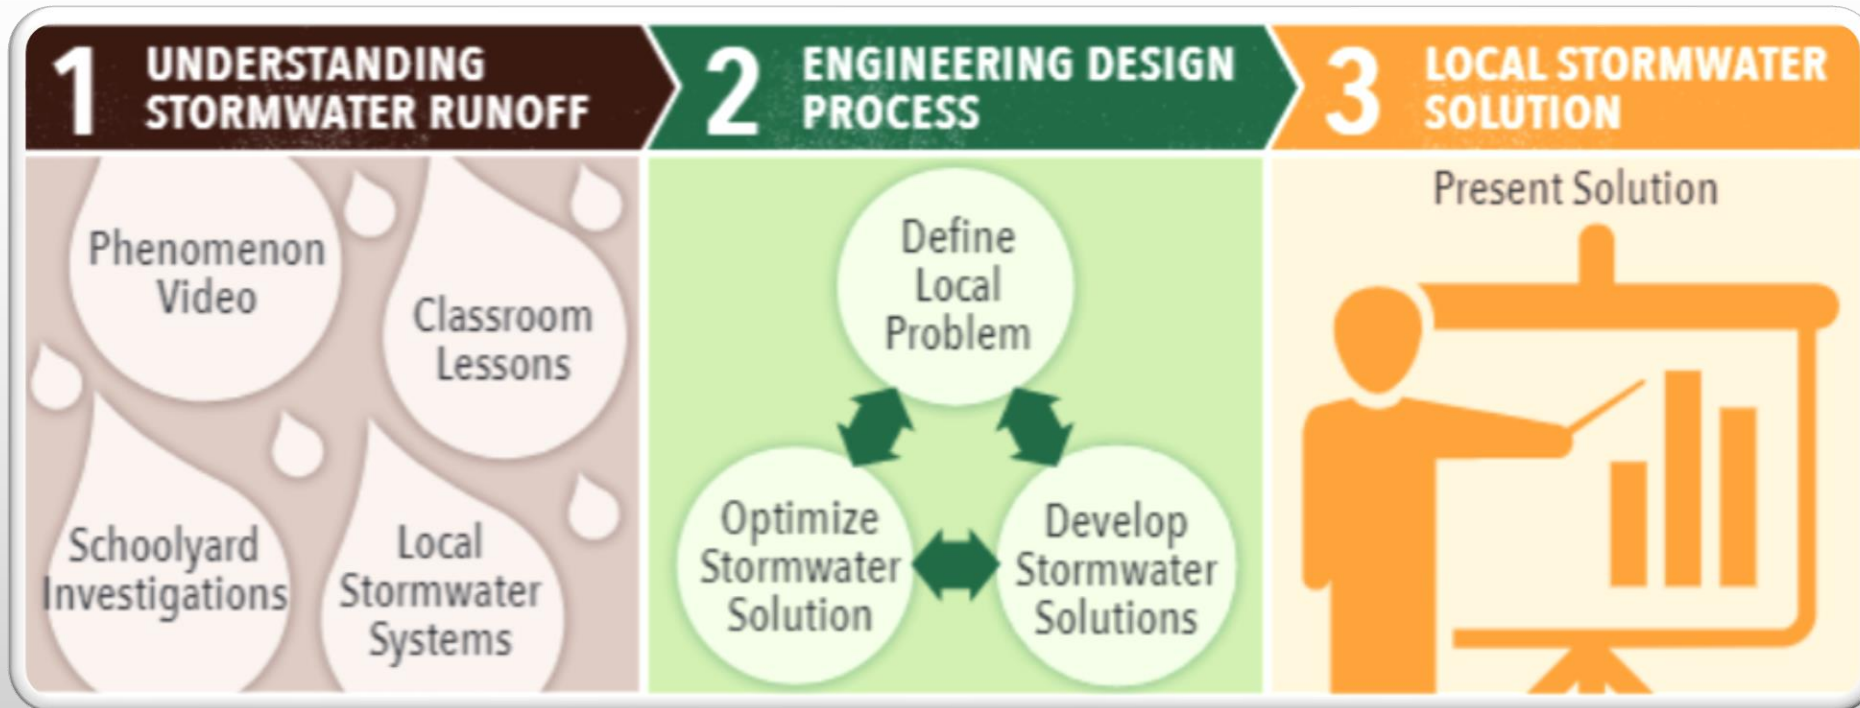 1 UNDERSTANDING
STORMWATER RUNOFF
Phenomenon
Video
Classroom
Lessons
Schoolyard
Investigations
Local
Stormwater
Systems
2 ENGINEERING DESIGN
PROCESS
Define
Local
Problem
Optimize
Stormwater
Solution
Develop
Stormwater
Solutions
3 LOCAL STORMWATER
SOLUTION
Present Solution